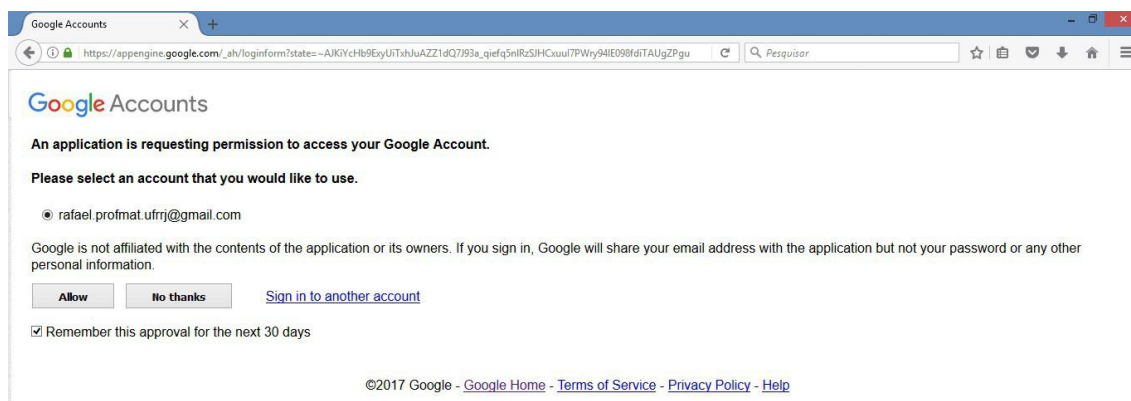 Google Accounts
https://appengine.google.com/_ah/loginform?state=~AJKiYcHb9ExyUiTxhJuAZZ1dQ7J93a_qiefq5nlRzSJHCxuul7PWry94lE098fdiTAUgZPgu
Pesquisar
Google Accounts
An application is requesting permission to access your Google Account.
Please select an account that you would like to use.
rafael.profmat.ufrrj@gmail.com
Google is not affiliated with the contents of the application or its owners. If you sign in, Google will share your email address with the application but not your password or any other
personal information.
Allow No thanks Sign in to another account
Remember this approval for the next 30 days
©2017 Google - Google Home - Terms of Service - Privacy Policy - Help